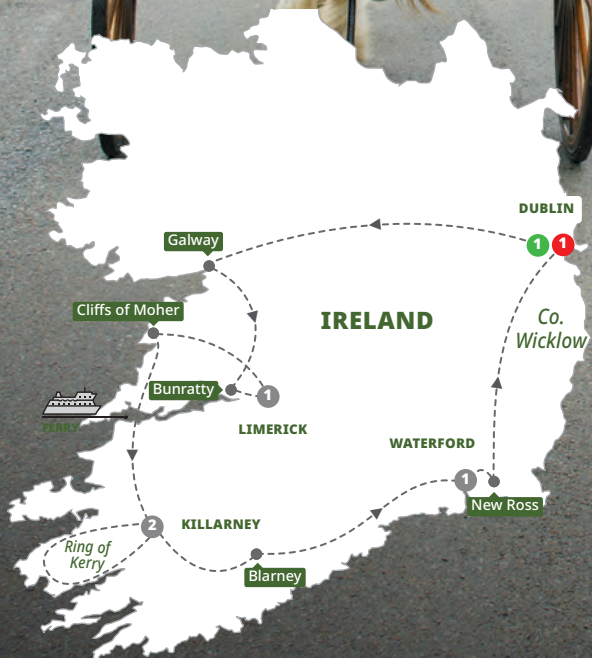 DUBLIN
1
1
Galway
Cliffs of Moher
IRELAND
Co.
Wicklow
Bunratty
1
FERRY
LIMERICK
WATERFORD
1
New Ross
2
KILLARNEY
Ring of
Kerry
Blarney